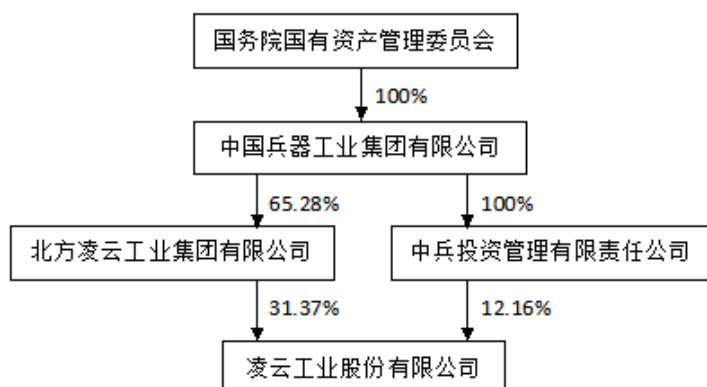 国务院国有资产管理委员会
100%
中国兵器工业集团有限公司
65.28%
100%
北方凌云工业集团有限公司
中兵投资管理有限责任公司
31.37%
12.16%
凌云工业股份有限公司